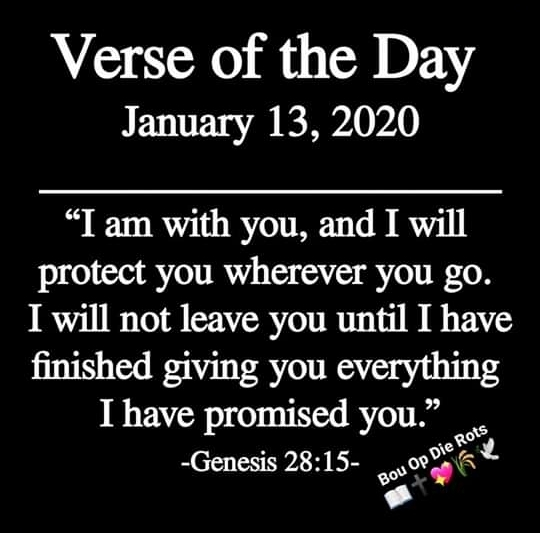 Verse of the Day
January 13, 2020
“I am with you, and I will
protect you wherever you go.
I will not leave you until I have
finished giving you everything
I have promised you.”
-Genesis 28:15-
Bou Op Die Rots